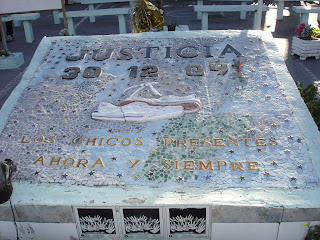 JUSTICIA
30 12 04
LOS CHICOS PRESENTES
AHORA Y SIEMPRE